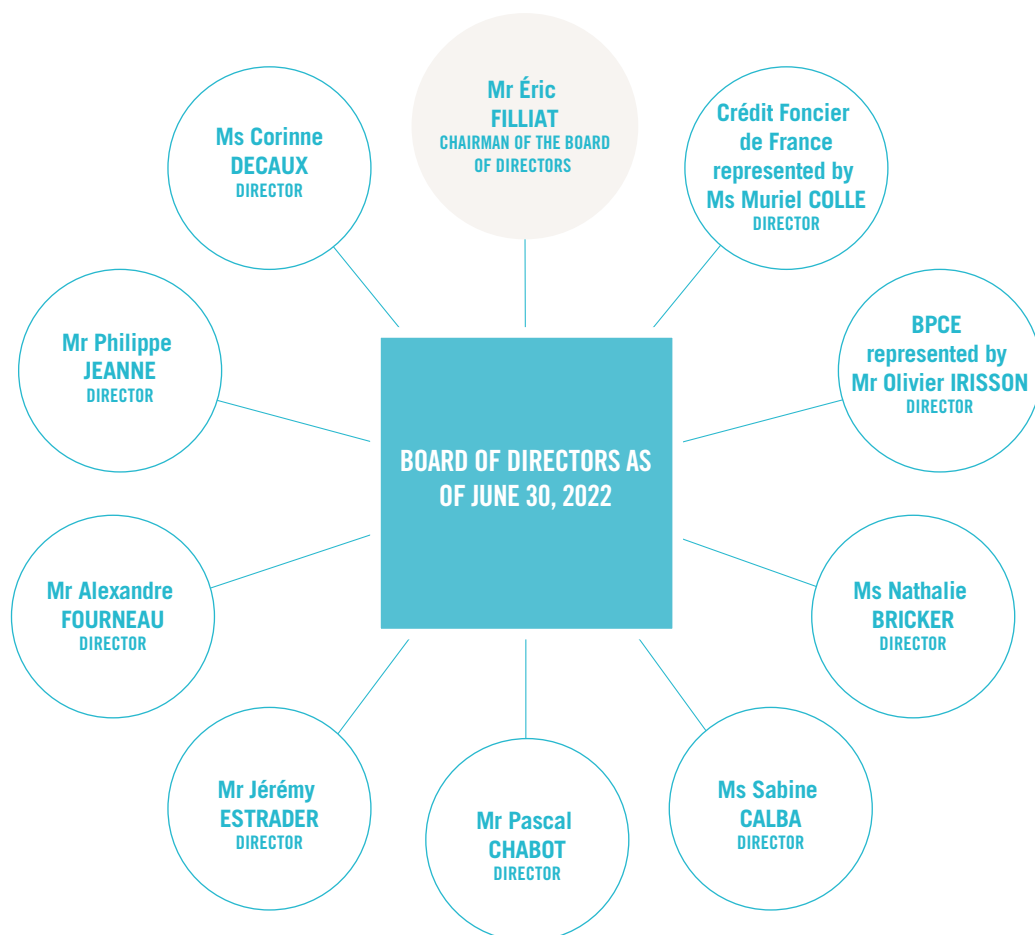 Mr Éric
FILLIAT
CHAIRMAN OF THE BOARD
OF DIRECTORS
Crédit Foncier
de France
represented by
Ms Muriel COLLE
DIRECTOR
BPCE
represented by
Mr Olivier IRISSON
DIRECTOR
Ms Nathalie
BRICKER
DIRECTOR
Ms Sabine
CALBA
DIRECTOR
Mr Pascal
CHABOT
DIRECTOR
Mr Jérémy
ESTRADER
DIRECTOR
Mr Alexandre
FOURNEAU
DIRECTOR
Mr Philippe
JEANNE
DIRECTOR
Ms Corinne
DECAUX
DIRECTOR
BOARD OF DIRECTORS AS
OF JUNE 30, 2022